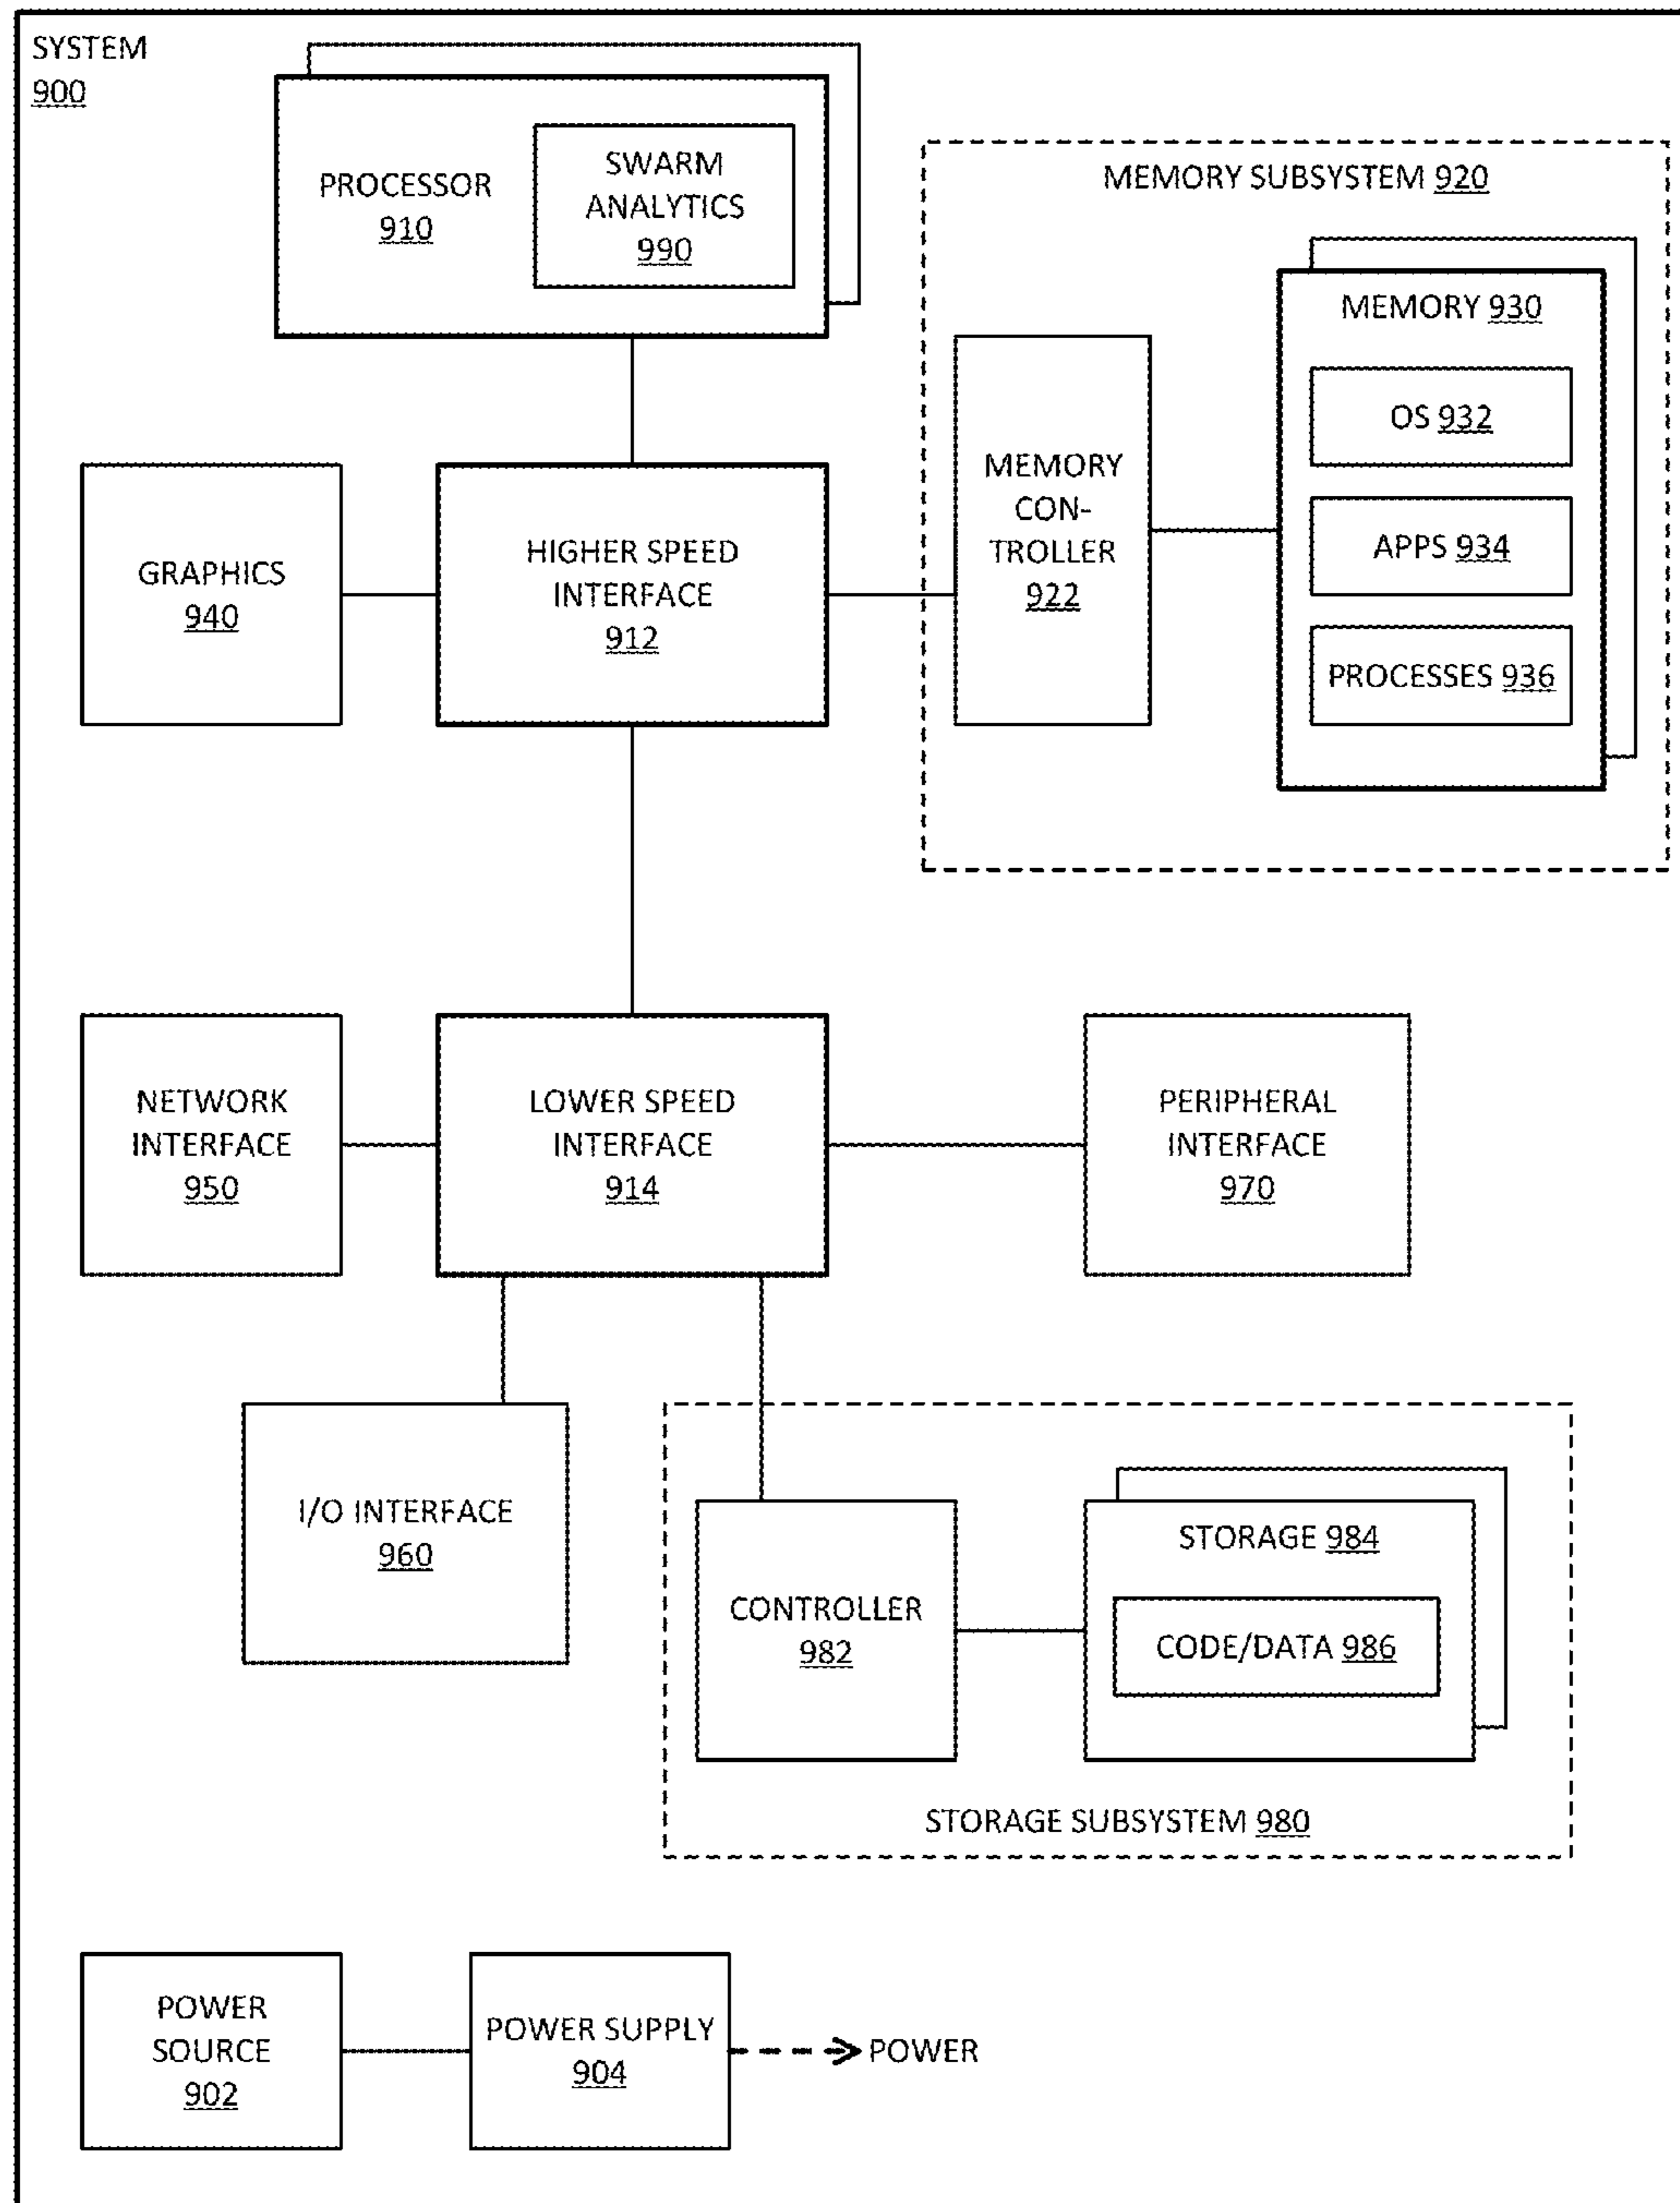 SYSTEM
900
PROCESSOR
910
SWARM
ANALYTICS
990
MEMORY SUBSYSTEM 920
MEMORY 930
OS 932
APPS 934
PROCESSES 936
MEMORY
CON-
TROLLER
922
GRAPHICS
940
HIGHER SPEED
INTERFACE
912
NETWORK
INTERFACE
950
LOWER SPEED
INTERFACE
914
PERIPHERAL
INTERFACE
970
I/O INTERFACE
960
CONTROLLER
982
STORAGE 984
CODE/DATA 986
STORAGE SUBSYSTEM 980
POWER
SOURCE
902
POWER SUPPLY
904
POWER